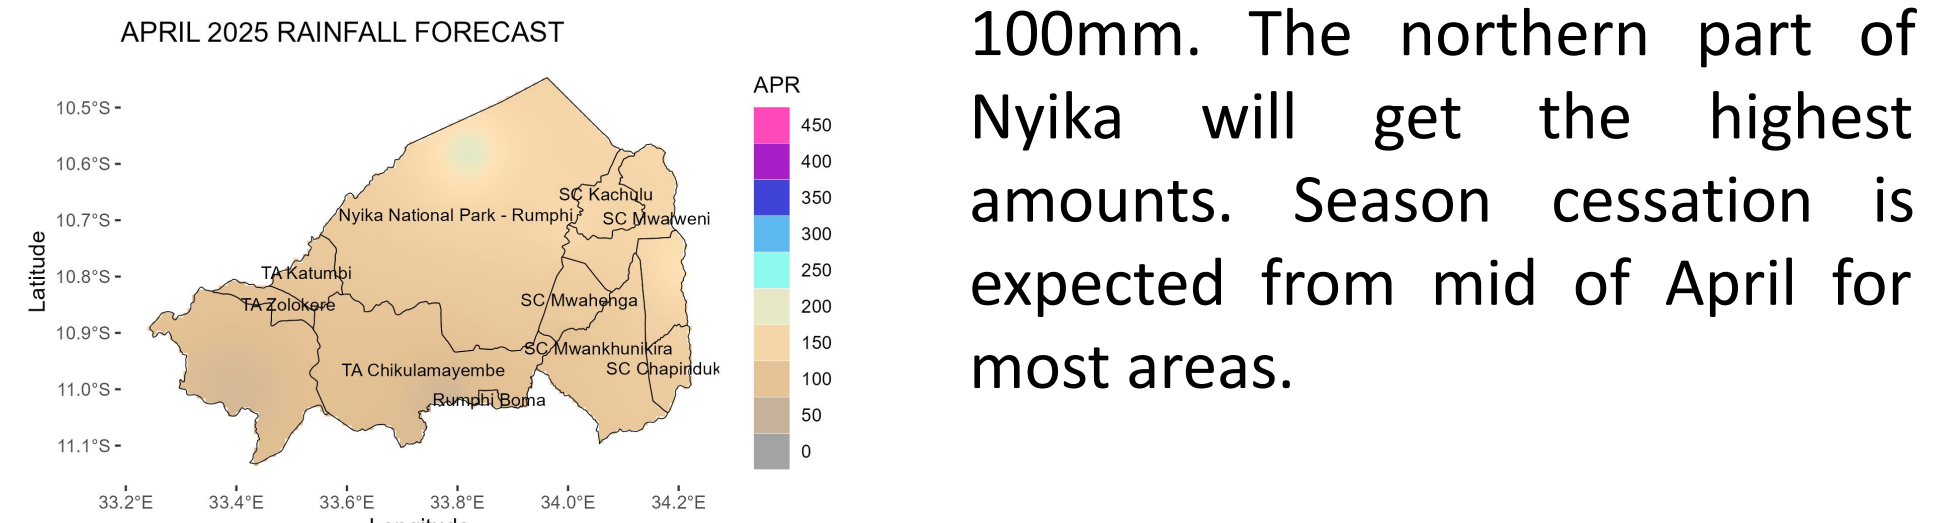 APRIL 2025 RAINFALL FORECAST
APR
450
400
350
300
250
200
150
100
50
0
Latitude
10.5°S
10.6°S
10.7°S
10.8°S
10.9°S
11.0°S
11.1°S
SC Kachulu
Nyika National Park - Rumphi
SC Mwalweni
TA Katumbi
TA Zolokere
SC Mwahenga
SC Mwankhunikira
TA Chikulamayembe
SC Chapinduk
Rumphi Boma
33.2°E
33.4°E
33.6°E
33.8°E
34.0°E
34.2°E
Longitude
100mm. The northern part of
Nyika will get the highest
amounts. Season cessation is
expected from mid of April for
most areas.